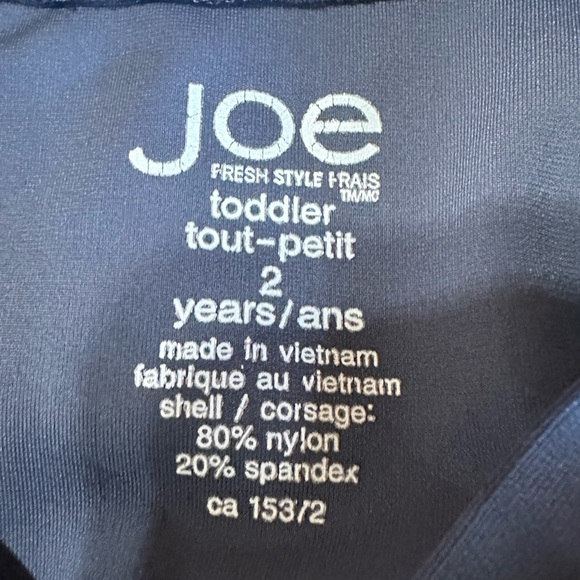 Joe
FRESH STYLE FRAIS
TM/MC
toddler
tout-petit
2
years/ans
made in vietnam
fabrique au vietnam
shell / corsage:
80% nylon
20% spandex
ca 153/2